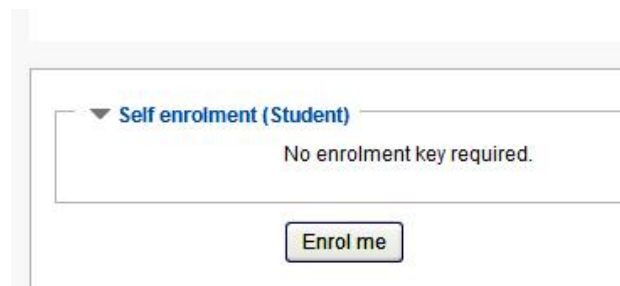 Self enrolment (Student)
No enrolment key required.
Enrol me